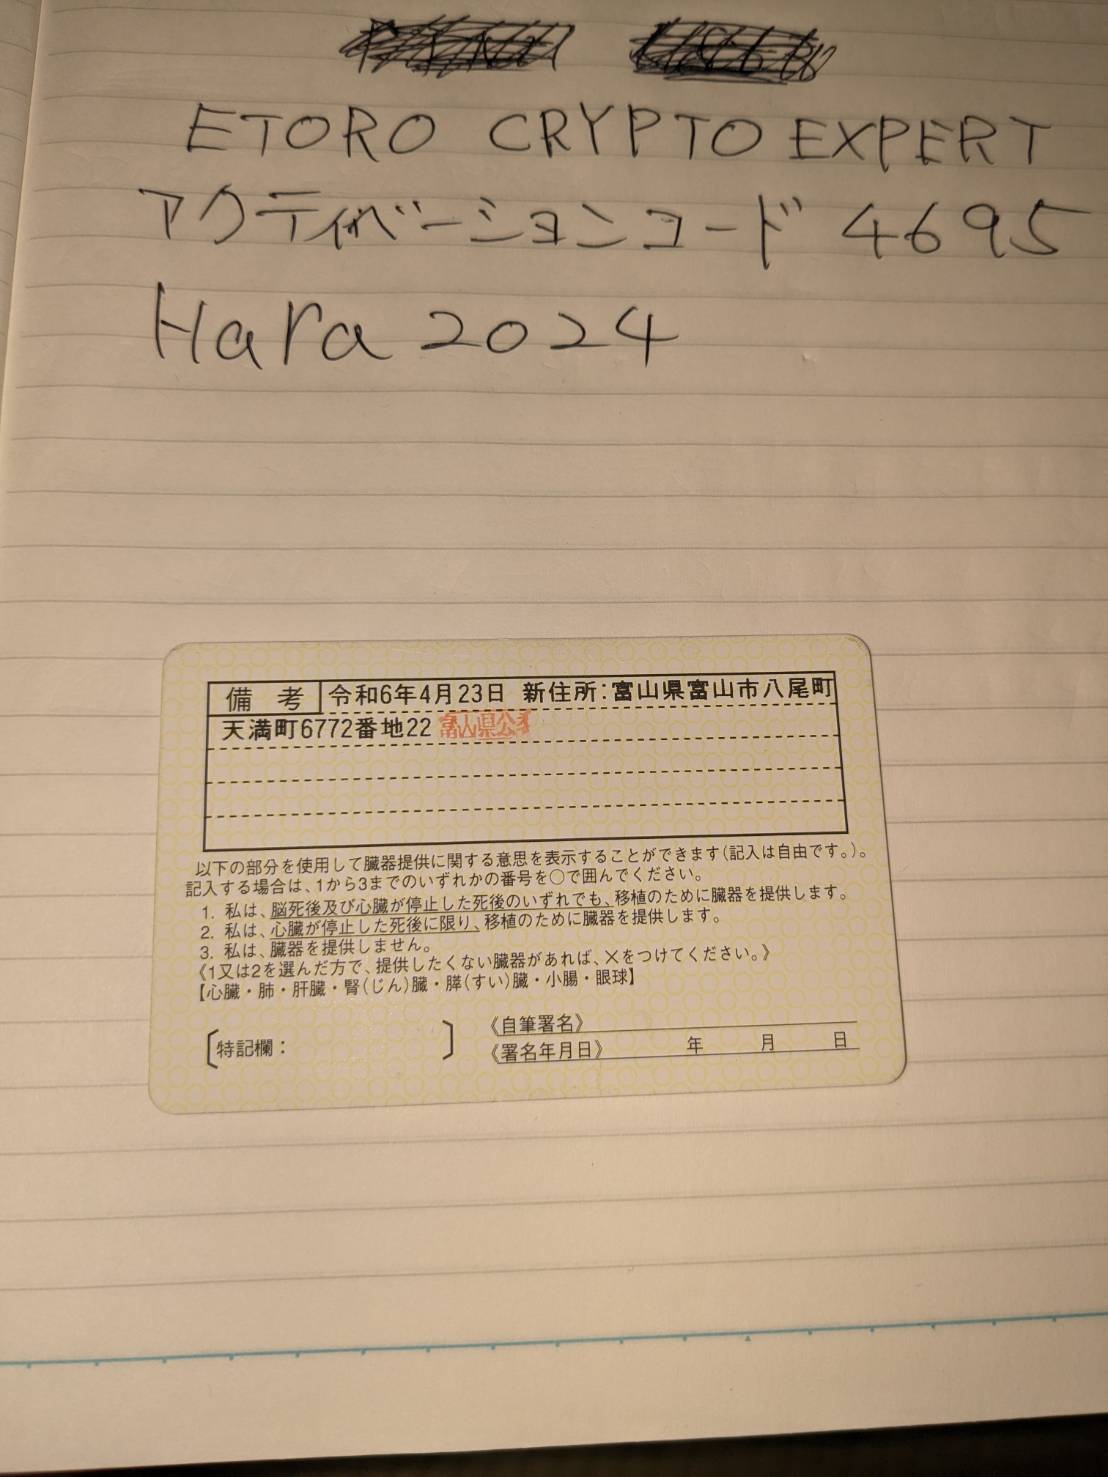 ETORO CRYPTO EXPERT
アクティベーションコード 4695
Hara 2024
備考 令和6年4月23日 新住所:富山県富山市八尾町
天満町6772番地22 富山県公安
以下の部分を使用して臓器提供に関する意思を表示することができます(記入は自由です。)。
記入する場合は、1から3までのいずれかの番号を○で囲んでください。
1. 私は、脳死後及び心臓が停止した死後のいずれでも、移植のために臓器を提供します。
2. 私は、心臓が停止した死後に限り、移植のために臓器を提供します。
3. 私は、臓器を提供しません。
《1又は2を選んだ方で、提供したくない臓器があれば、×をつけてください。》
【心臓・肺・肝臓・腎(じん)臓・膵(すい)臓・小腸・眼球】
〔特記欄: 〕
《自筆署名》
《署名年月日》 年 月 日